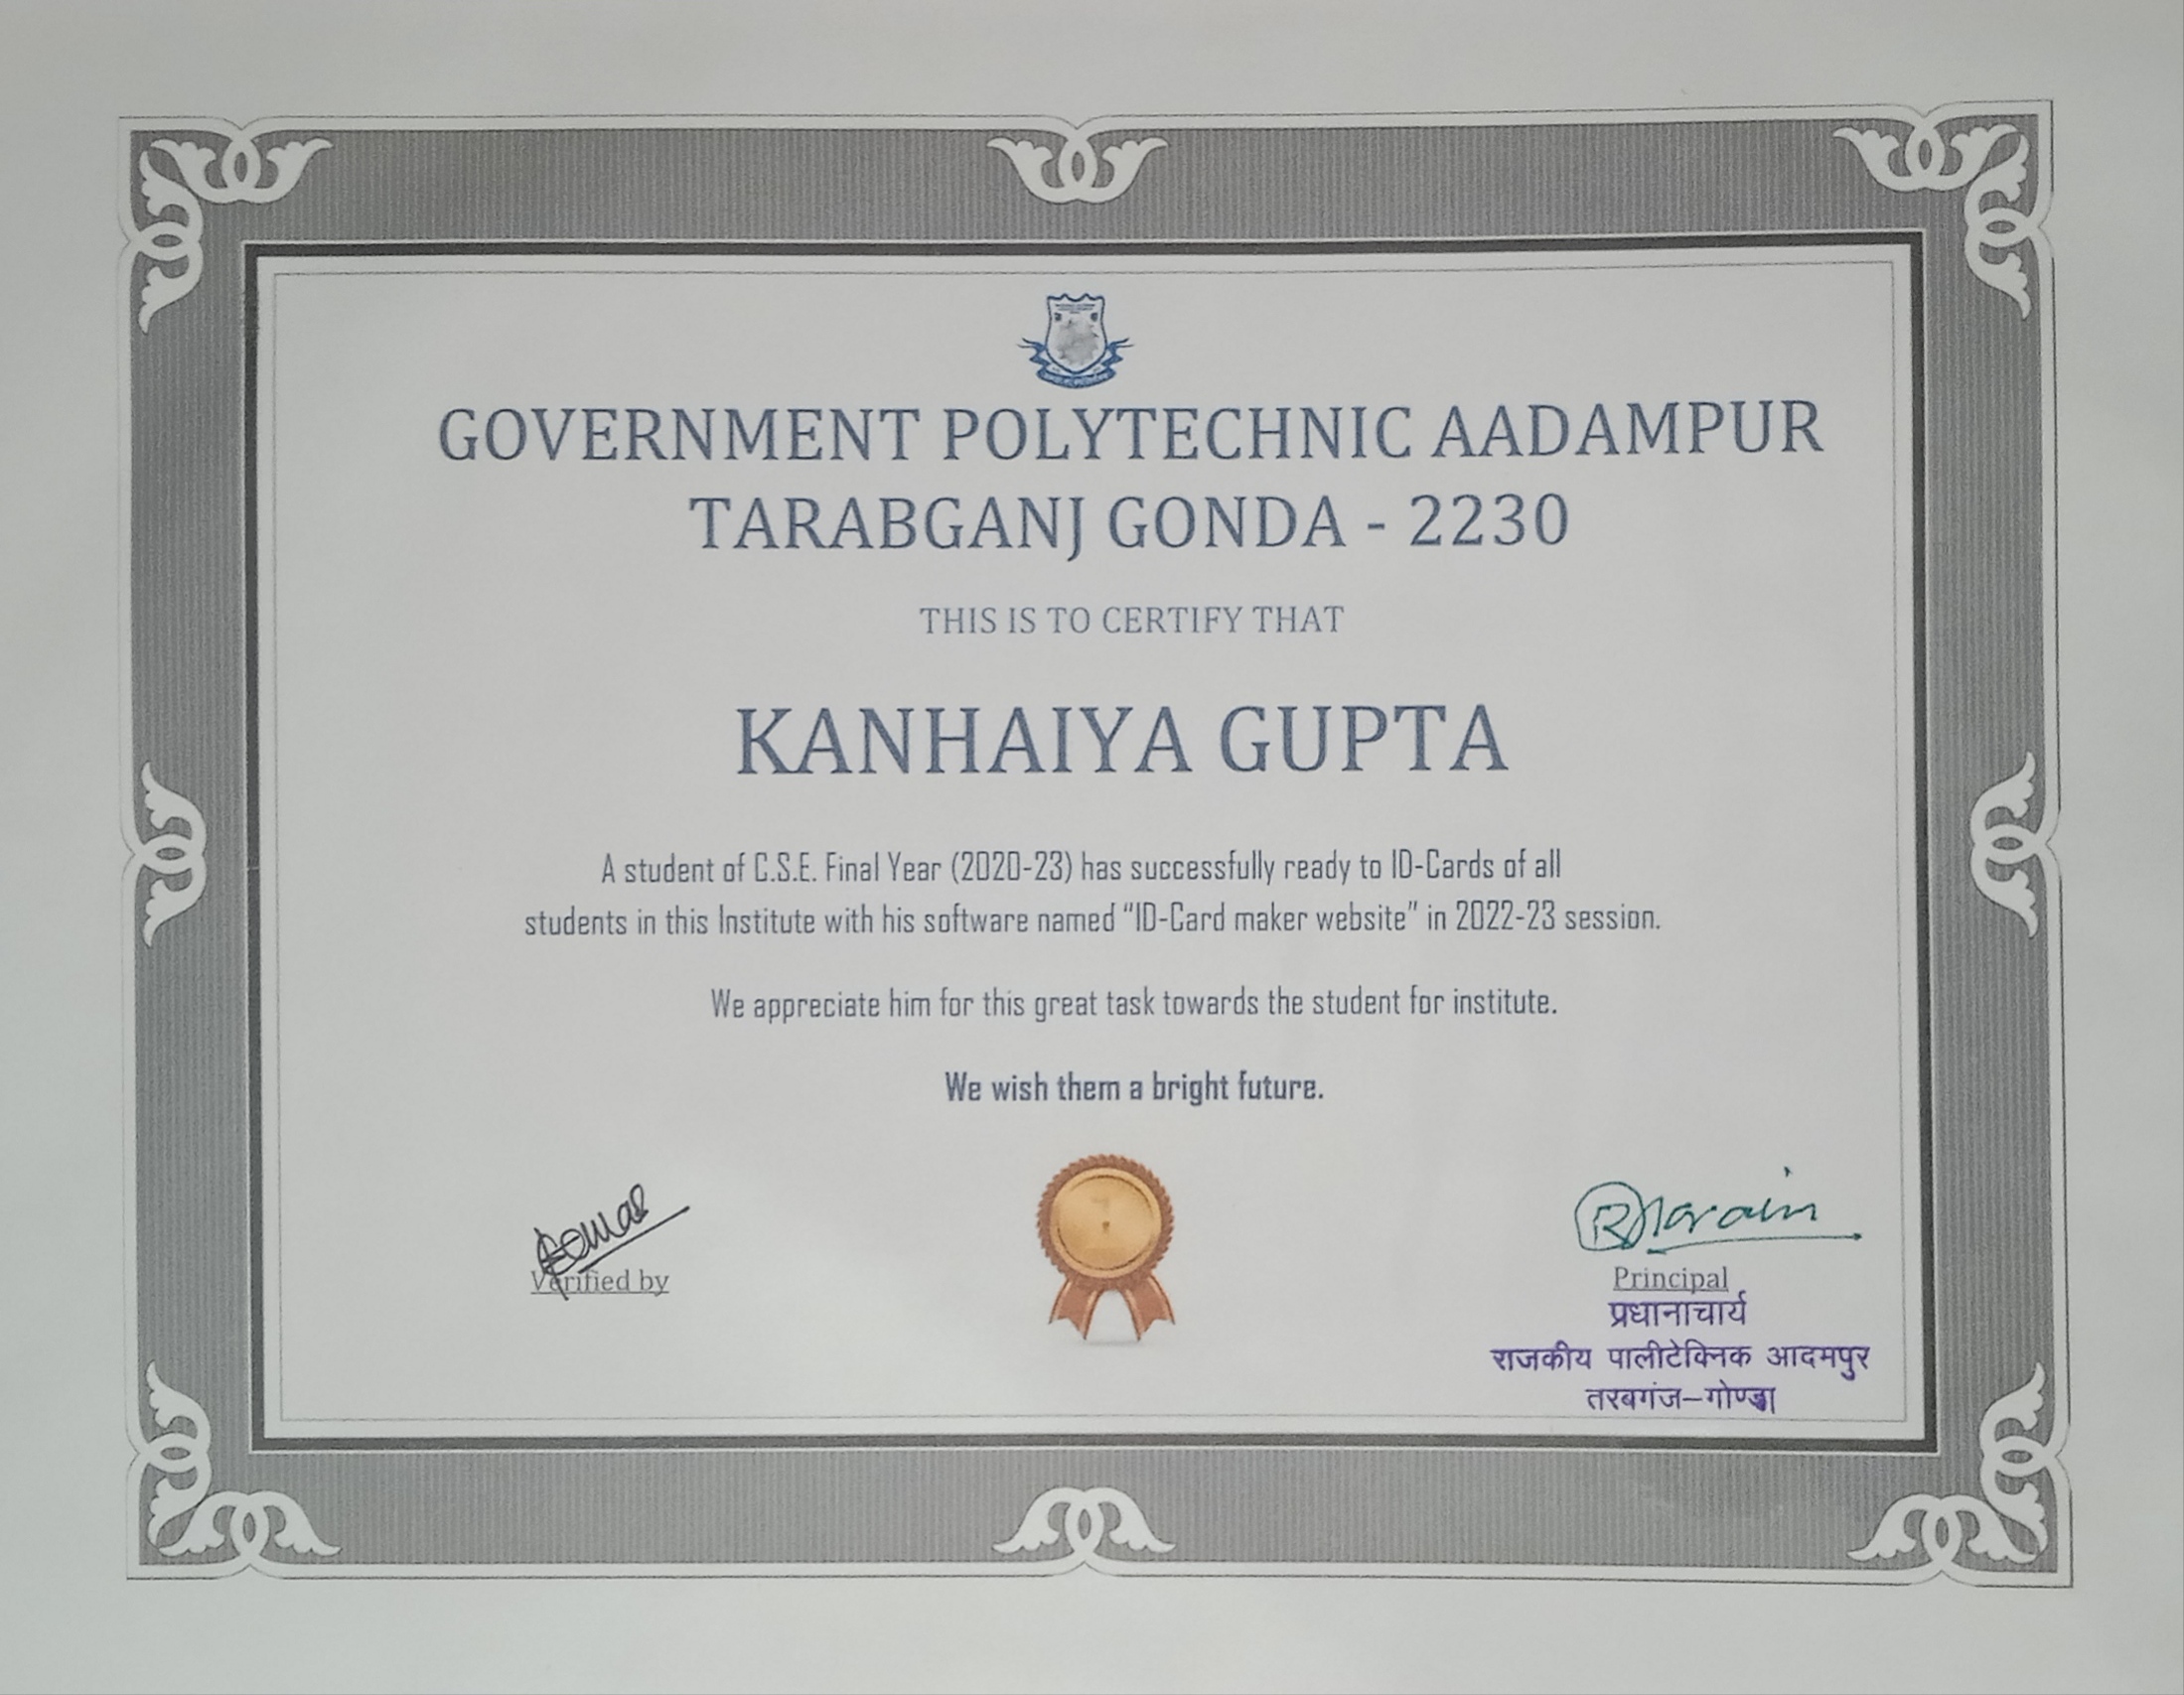 GOVERNMENT POLYTECHNIC AADAMPUR
TARABGANJ GONDA - 2230
THIS IS TO CERTIFY THAT
KANHAIYA GUPTA
A student of C.S.E. Final Year (2020-23) has successfully ready to ID-Cards of all
students in this Institute with his software named “ID-Card maker website” in 2022-23 session.
We appreciate him for this great task towards the student for institute.
We wish them a bright future.
1
Verified by
Principal
प्रधानाचार्य
राजकीय पालीटेक्निक आदमपुर
तरबगंज–गोण्डा